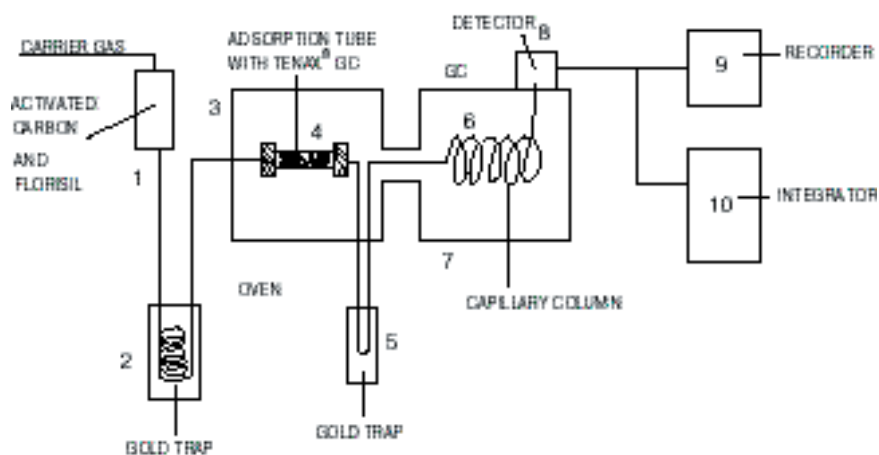 CARRIER GAS
ACTIVATED
CARBON
AND
FLORISIL
1
2
GOLD TRAP
ADSORPTION TUBE
WITH TENAX® GC
3
4
OVEN
5
GOLD TRAP
DETECTOR 8
GC
6
7
CAPILLARY COLUMN
9
RECORDER
10
INTEGRATOR